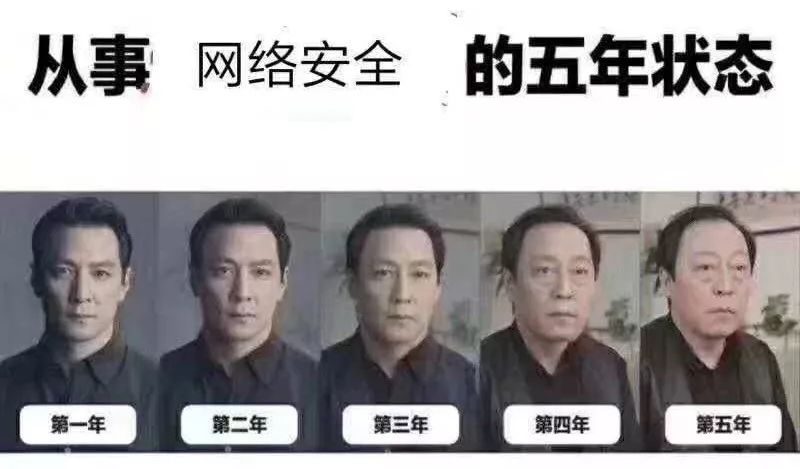 从事 网络安全 的五年状态
第一年 第二年 第三年 第四年 第五年